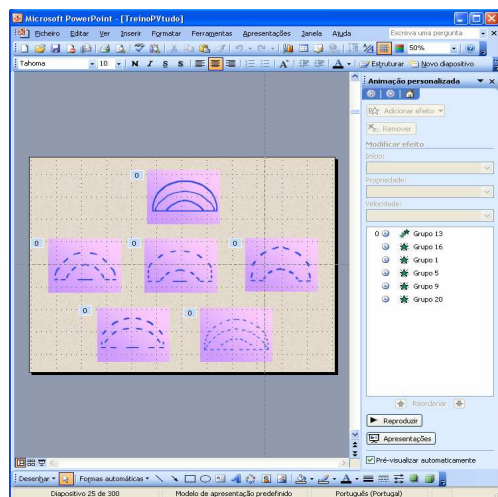 Microsoft PowerPoint - [TreinoPVtudo]
Ficheiro Editar Ver Inserir Formatar Ferramentas Apresentações Janela Ajuda Escreva uma pergunta
50%
Tahoma 10 N I S S Estruturar Novo diapositivo
Animação personalizada
Adicionar efeito
Remover
Modificar efeito
Início:
Propriedade:
Velocidade:
0 Grupo 13
Grupo 16
Grupo 1
Grupo 5
Grupo 9
Grupo 20
0
0 0 0
0 0
Reordenar
Reproduzir
Apresentações
Pré-visualizar automaticamente
Desenhar Formas automáticas
Diapositivo 25 de 300 Modelo de apresentação predefinido Português (Portugal)